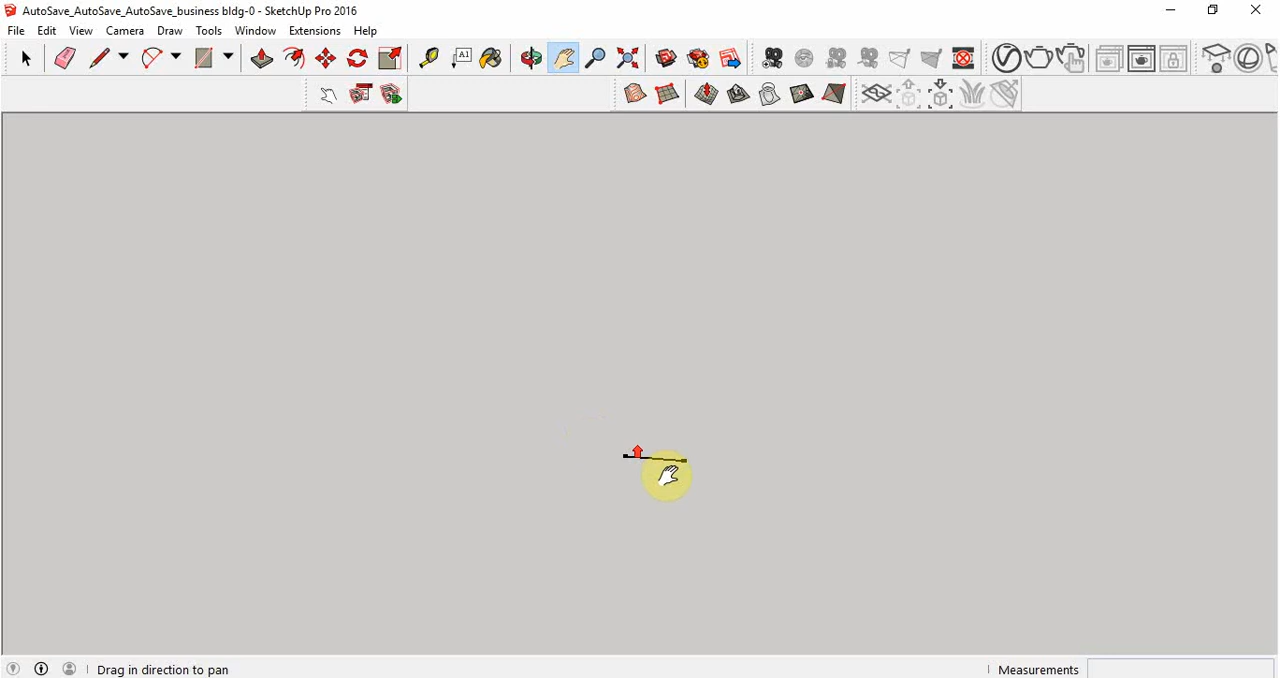 AutoSave_AutoSave_AutoSave_business bldg-0 - SketchUp Pro 2016
File Edit View Camera Draw Tools Window Extensions Help
A1
Drag in direction to pan
Measurements